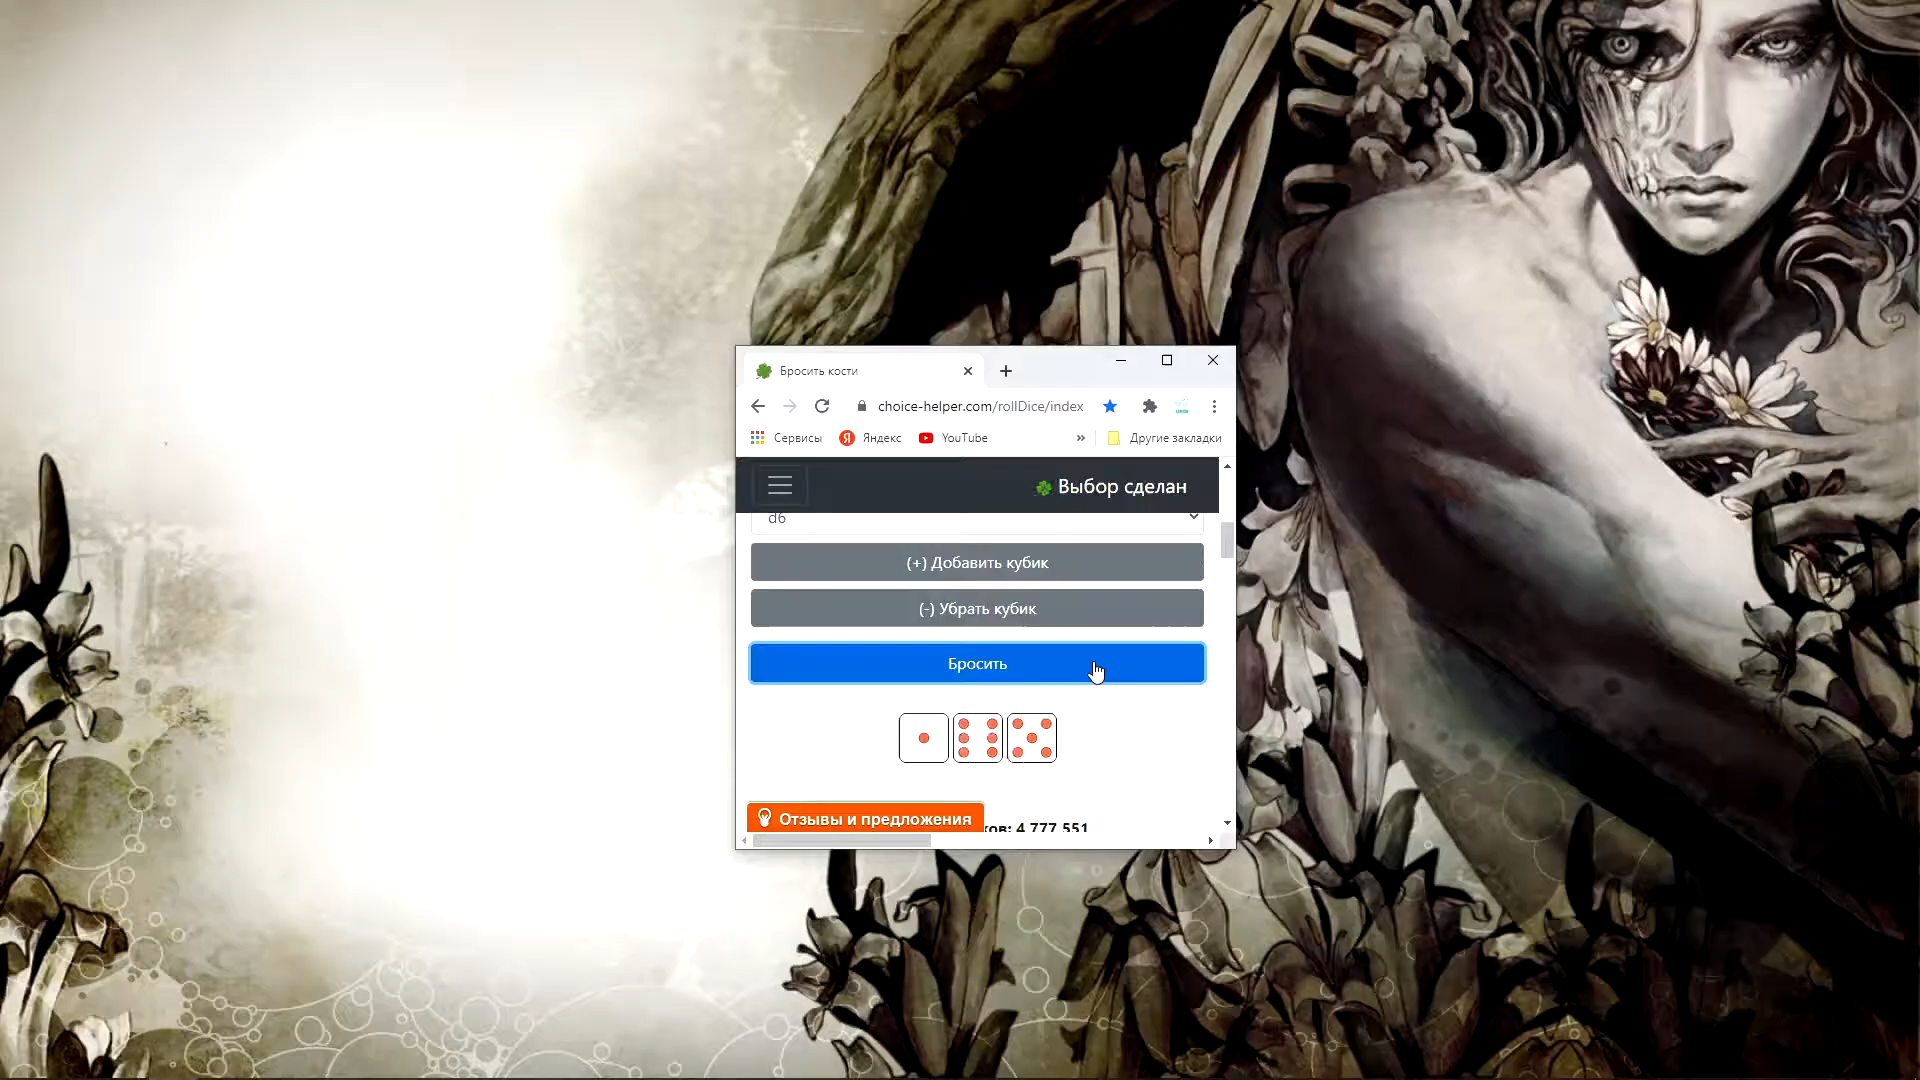 Бросить кости
choice-helper.com/rollDice/index
Сервисы Яндекс YouTube » Другие закладки
Выбор сделан
d6
(+) Добавить кубик
(-) Убрать кубик
Бросить
Отзывы и предложения
ков: 4 777 551